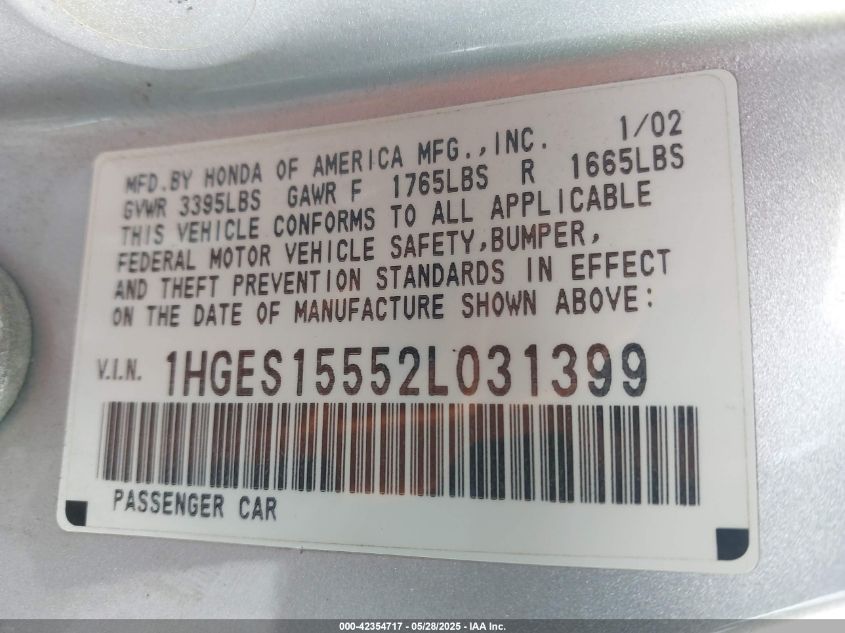 MFD.BY HONDA OF AMERICA MFG.,INC. 1/02
GVWR 3395LBS GAWR F 1765LBS R 1665LBS
THIS VEHICLE CONFORMS TO ALL APPLICABLE
FEDERAL MOTOR VEHICLE SAFETY,BUMPER,
AND THEFT PREVENTION STANDARDS IN EFFECT
ON THE DATE OF MANUFACTURE SHOWN ABOVE:
V.I.N. 1HGES15552L031399
PASSENGER CAR
000-42354717 - 05/28/2025 - IAA Inc.